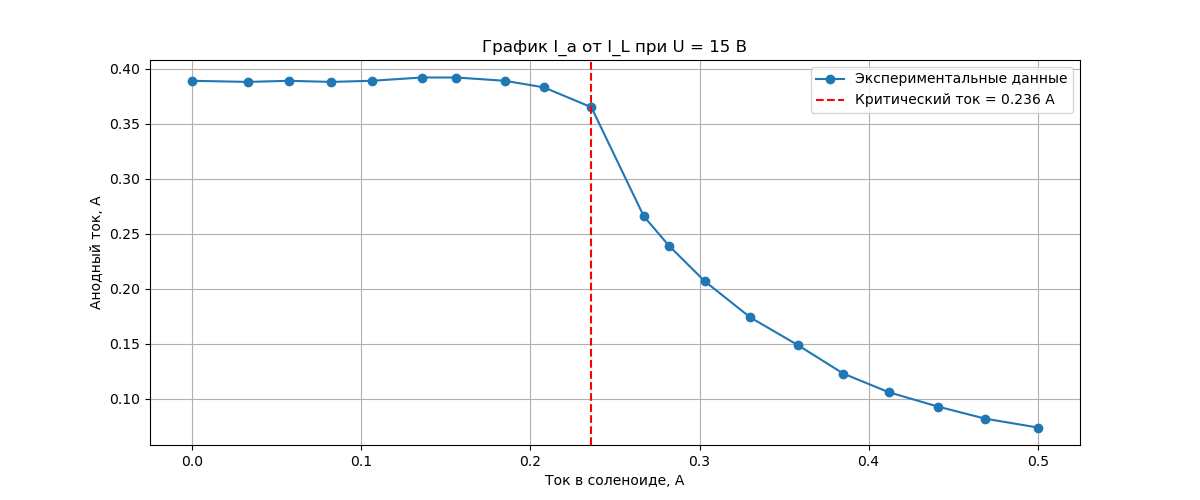 График I_a от I_L при U = 15 В
Экспериментальные данные
Критический ток = 0.236 А
Анодный ток, А
0.40
0.35
0.30
0.25
0.20
0.15
0.10
0.0 0.1 0.2 0.3 0.4 0.5
Ток в соленоиде, А